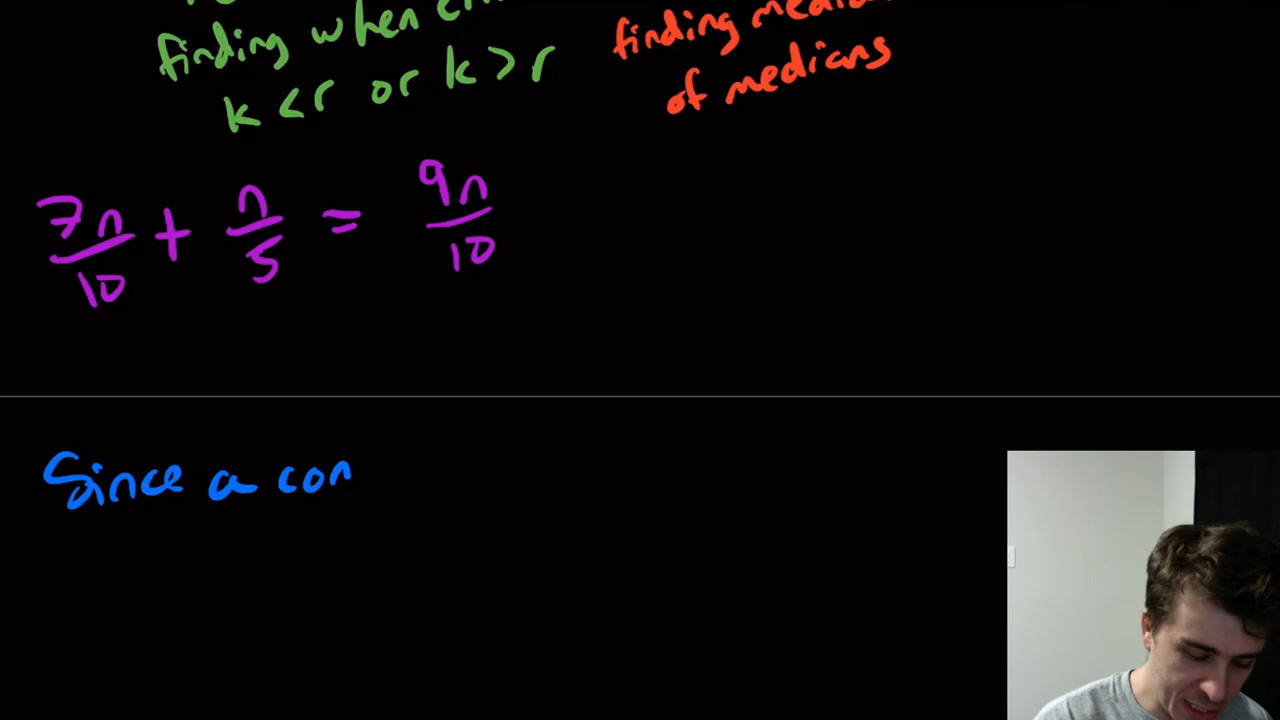 finding when
k < r or k > r
finding
of medians
7n/10 + n/5 = 9n/10
Since a con